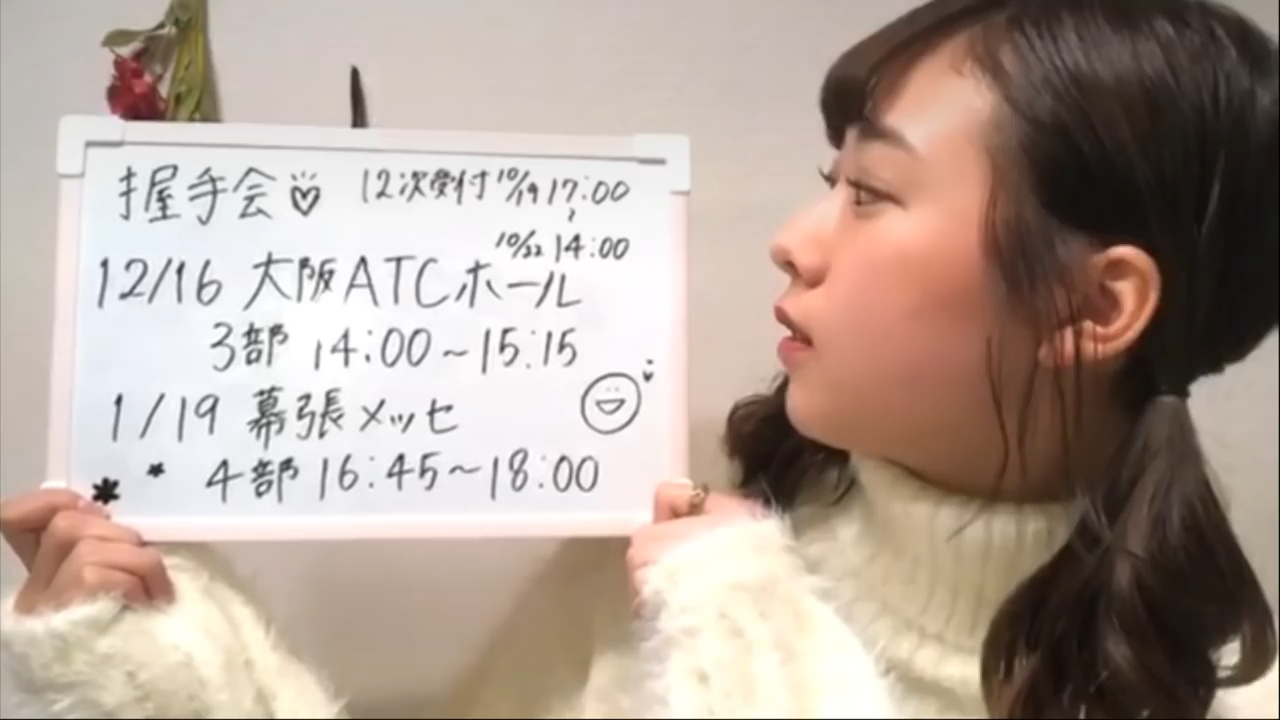 握手会♡ 12次受付 10/19 17:00
~
10/22 14:00
12/16 大阪ATCホール
3部 14:00~15:15
1/19 幕張メッセ
4部 16:45~18:00